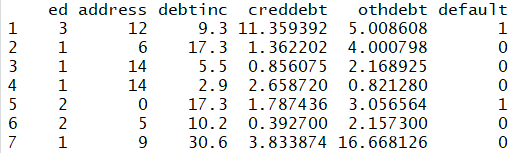 ed address debtinc creddebt othdebt default
1 3 12 9.3 11.359392 5.008608 1
2 1 6 17.3 1.362202 4.000798 0
3 1 14 5.5 0.856075 2.168925 0
4 1 14 2.9 2.658720 0.821280 0
5 2 0 17.3 1.787436 3.056564 1
6 2 5 10.2 0.392700 2.157300 0
7 1 9 30.6 3.833874 16.668126 0